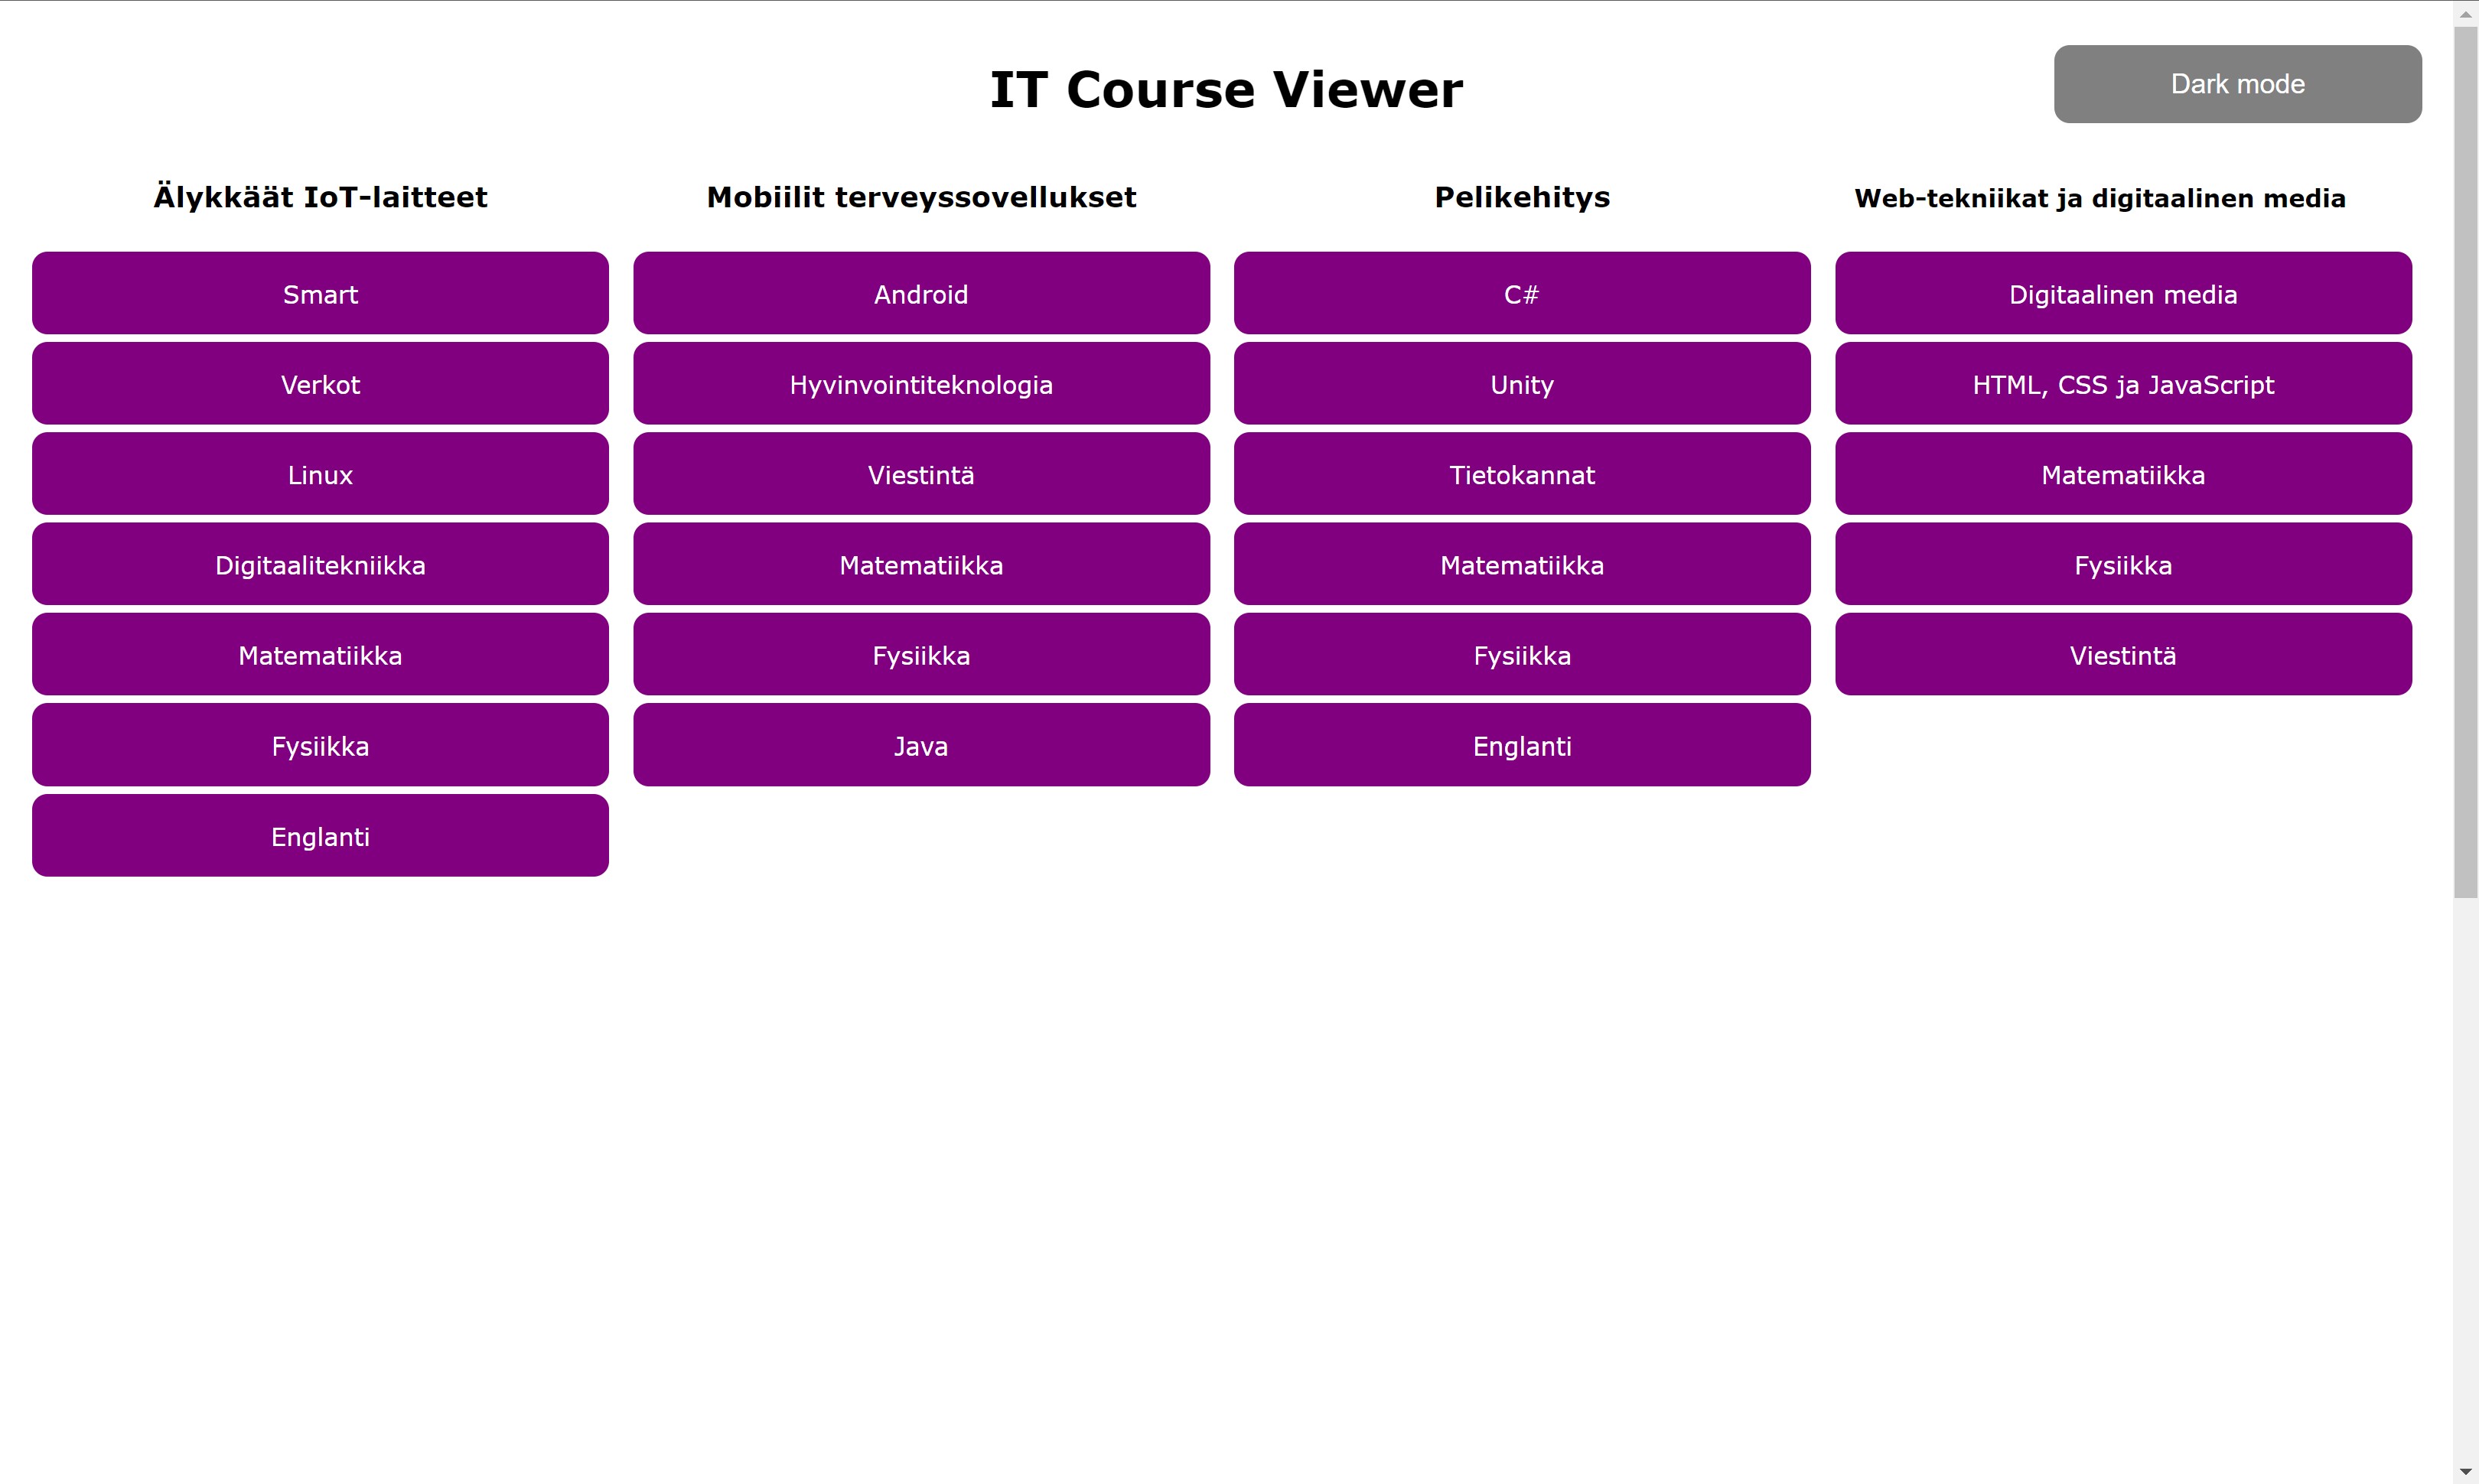 IT Course Viewer
Dark mode
Älykkäät IoT-laitteet
Smart
Verkot
Linux
Digitaalitekniikka
Matematiikka
Fysiikka
Englanti
Mobiilit terveyssovellukset
Android
Hyvinvointiteknologia
Viestintä
Matematiikka
Fysiikka
Java
Pelikehitys
C#
Unity
Tietokannat
Matematiikka
Fysiikka
Englanti
Web-tekniikat ja digitaalinen media
Digitaalinen media
HTML, CSS ja JavaScript
Matematiikka
Fysiikka
Viestintä